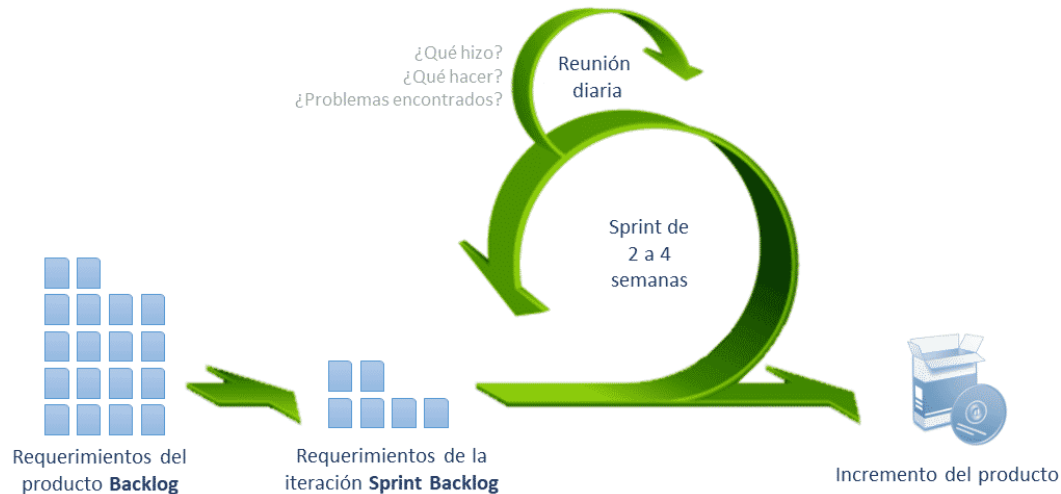 ¿Qué hizo?
¿Qué hacer?
¿Problemas encontrados?
Reunión
diaria
Sprint de
2 a 4
semanas
Requerimientos del
producto Backlog
Requerimientos de la
iteración Sprint Backlog
Incremento del producto